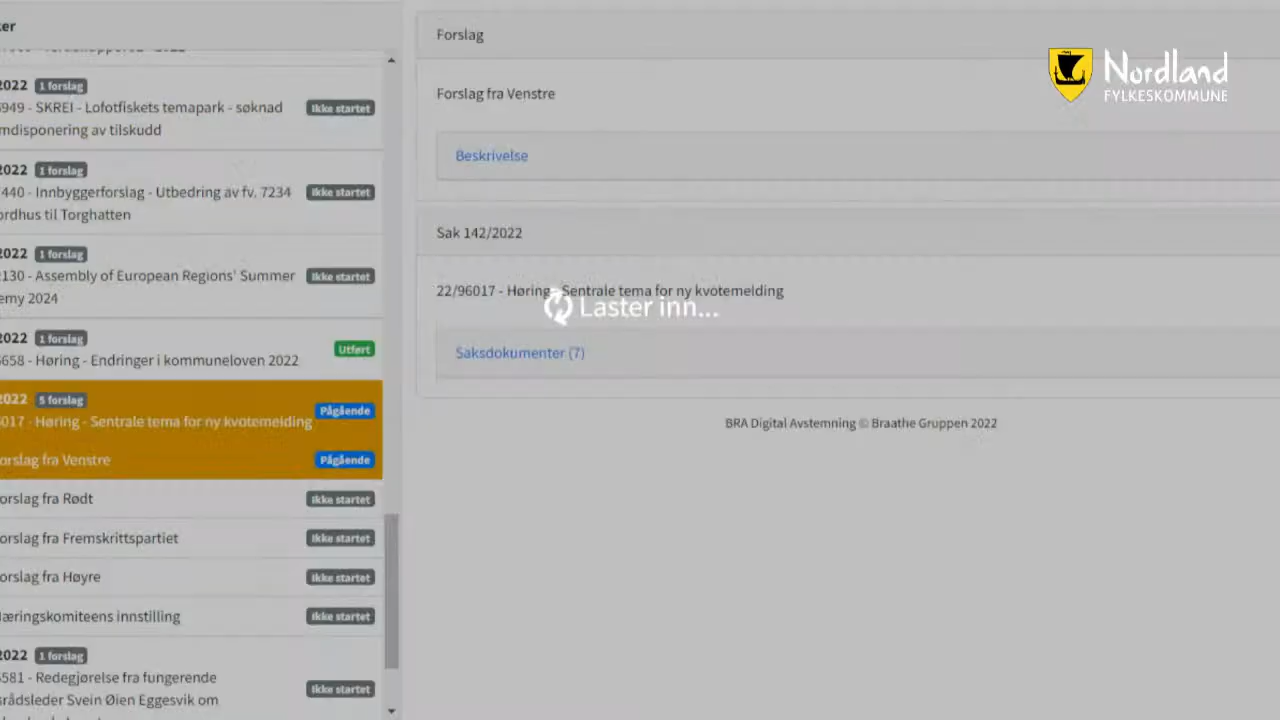 ker
2022 1 forslag
5949 - SKREI - Lofotfiskets temapark - søknad
mdisponering av tilskudd
Ikke startet
2022 1 forslag
440 - Innbyggerforslag - Utbedring av fv. 7234
ordhus til Torghatten
Ikke startet
2022 1 forslag
2130 - Assembly of European Regions' Summer
emy 2024
Ikke startet
2022 1 forslag
5658 - Høring - Endringer i kommuneloven 2022
Utført
2022 5 forslag
6017 - Høring - Sentrale tema for ny kvotemelding
Pågående
orslag fra Venstre
Pågående
orslag fra Rødt
Ikke startet
orslag fra Fremskrittspartiet
Ikke startet
orslag fra Høyre
Ikke startet
æringskomiteens innstilling
Ikke startet
2022 1 forslag
5581 - Redegjørelse fra fungerende
srådsleder Svein Øien Eggesvik om
Ikke startet
Forslag
Forslag fra Venstre
Beskrivelse
Sak 142/2022
22/96017 - Høring - Sentrale tema for ny kvotemelding
Laster inn...
Saksdokumenter (7)
BRA Digital Avstemning © Braathe Gruppen 2022
Nordland
FYLKESKOMMUNE